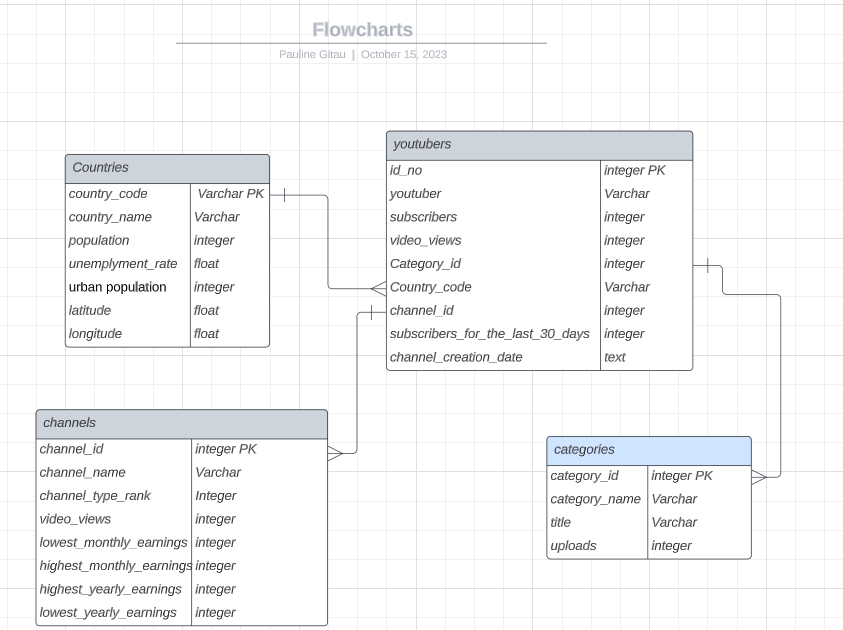 Flowcharts
Pauline Gitau | October 15, 2023
Countries
country_code Varchar PK
country_name Varchar
population integer
unemplyment_rate float
urban population integer
latitude float
longitude float
youtubers
id_no integer PK
youtuber Varchar
subscribers integer
video_views integer
Category_id integer
Country_code Varchar
channel_id integer
subscribers_for_the_last_30_days integer
channel_creation_date text
channels
channel_id integer PK
channel_name Varchar
channel_type_rank Integer
video_views integer
lowest_monthly_earnings integer
highest_monthly_earnings integer
highest_yearly_earnings integer
lowest_yearly_earnings integer
categories
category_id integer PK
category_name Varchar
title Varchar
uploads integer